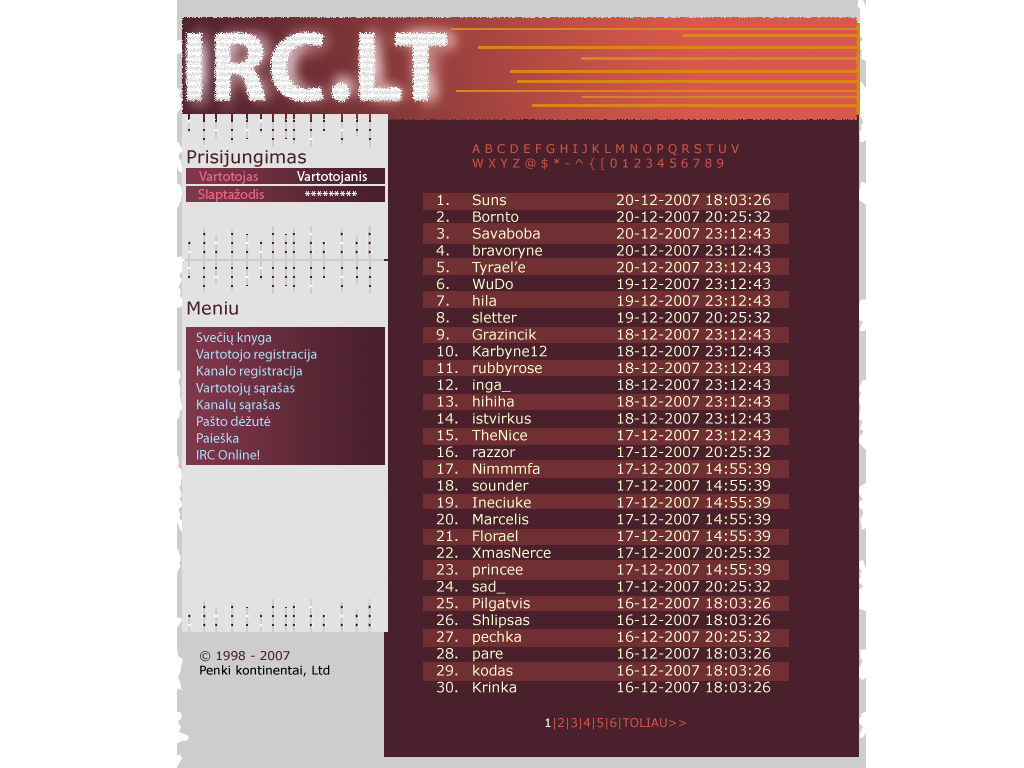 IRC.LT
Prisijungimas
Vartotojas Vartotojanis
Slaptažodis *********
Meniu
Svečių knyga
Vartotojo registracija
Kanalo registracija
Vartotojų sąrašas
Kanalų sąrašas
Pašto dėžutė
Paieška
IRC Online!
© 1998 - 2007
Penki kontinentai, Ltd
A B C D E F G H I J K L M N O P Q R S T U V
W X Y Z @ $ * - ^ { [ 0 1 2 3 4 5 6 7 8 9
1. Suns 20-12-2007 18:03:26
2. Bornto 20-12-2007 20:25:32
3. Savaboba 20-12-2007 23:12:43
4. bravoryne 20-12-2007 23:12:43
5. Tyrael’e 20-12-2007 23:12:43
6. WuDo 19-12-2007 23:12:43
7. hila 19-12-2007 23:12:43
8. sletter 19-12-2007 20:25:32
9. Grazincik 18-12-2007 23:12:43
10. Karbyne12 18-12-2007 23:12:43
11. rubbyrose 18-12-2007 23:12:43
12. inga_ 18-12-2007 23:12:43
13. hihiha 18-12-2007 23:12:43
14. istvirkus 18-12-2007 23:12:43
15. TheNice 17-12-2007 23:12:43
16. razzor 17-12-2007 20:25:32
17. Nimmmfa 17-12-2007 14:55:39
18. sounder 17-12-2007 14:55:39
19. Ineciuke 17-12-2007 14:55:39
20. Marcelis 17-12-2007 14:55:39
21. Florael 17-12-2007 14:55:39
22. XmasNerce 17-12-2007 20:25:32
23. princee 17-12-2007 14:55:39
24. sad_ 17-12-2007 20:25:32
25. Pilgatvis 16-12-2007 18:03:26
26. Shlipsas 16-12-2007 18:03:26
27. pechka 16-12-2007 20:25:32
28. pare 16-12-2007 18:03:26
29. kodas 16-12-2007 18:03:26
30. Krinka 16-12-2007 18:03:26
1|2|3|4|5|6|TOLIAU>>